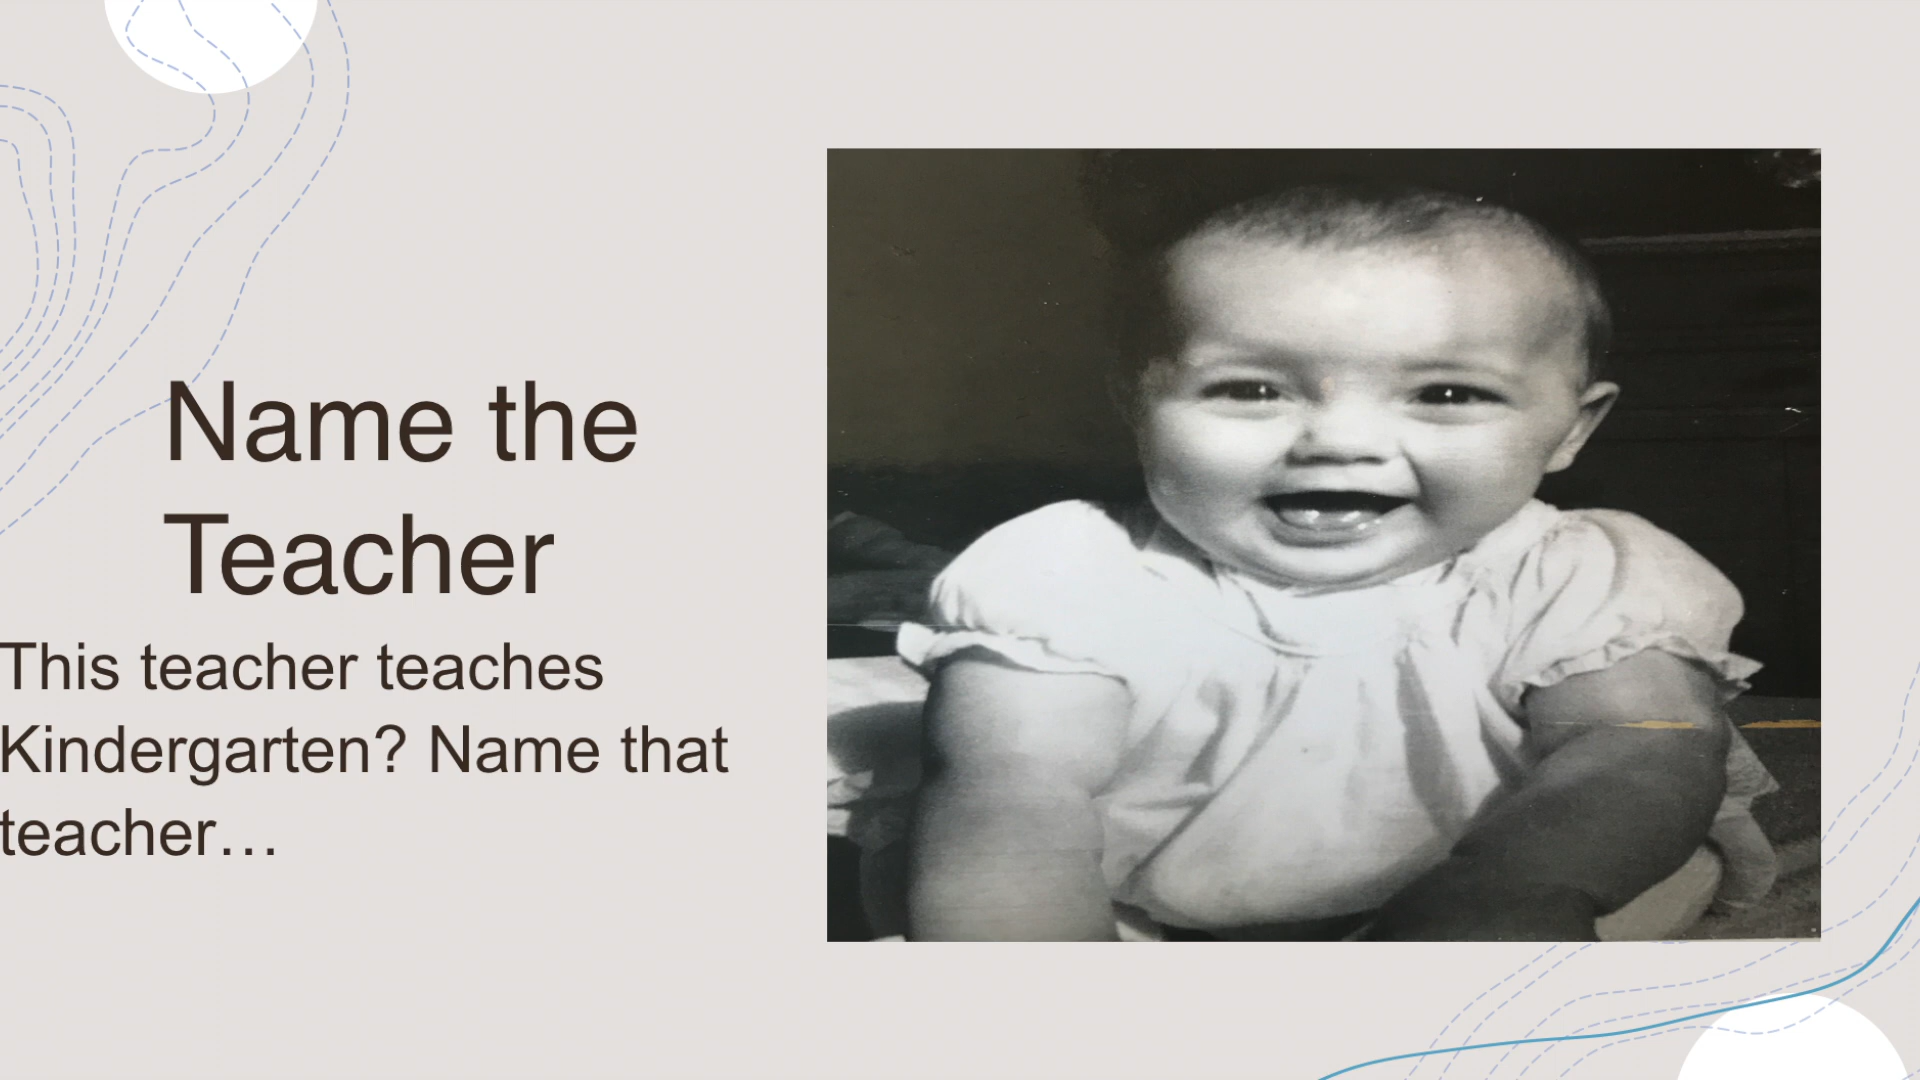 Name the
Teacher
This teacher teaches
Kindergarten? Name that
teacher…